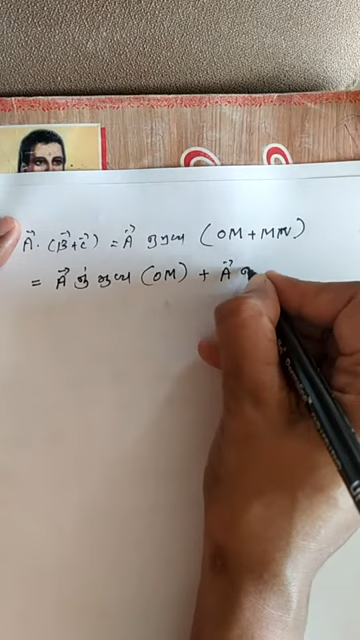 A⃗ · (B⃗ + C⃗) = A⃗ (OM + MN)
= A⃗ નું મુલ્ય (OM) + A⃗